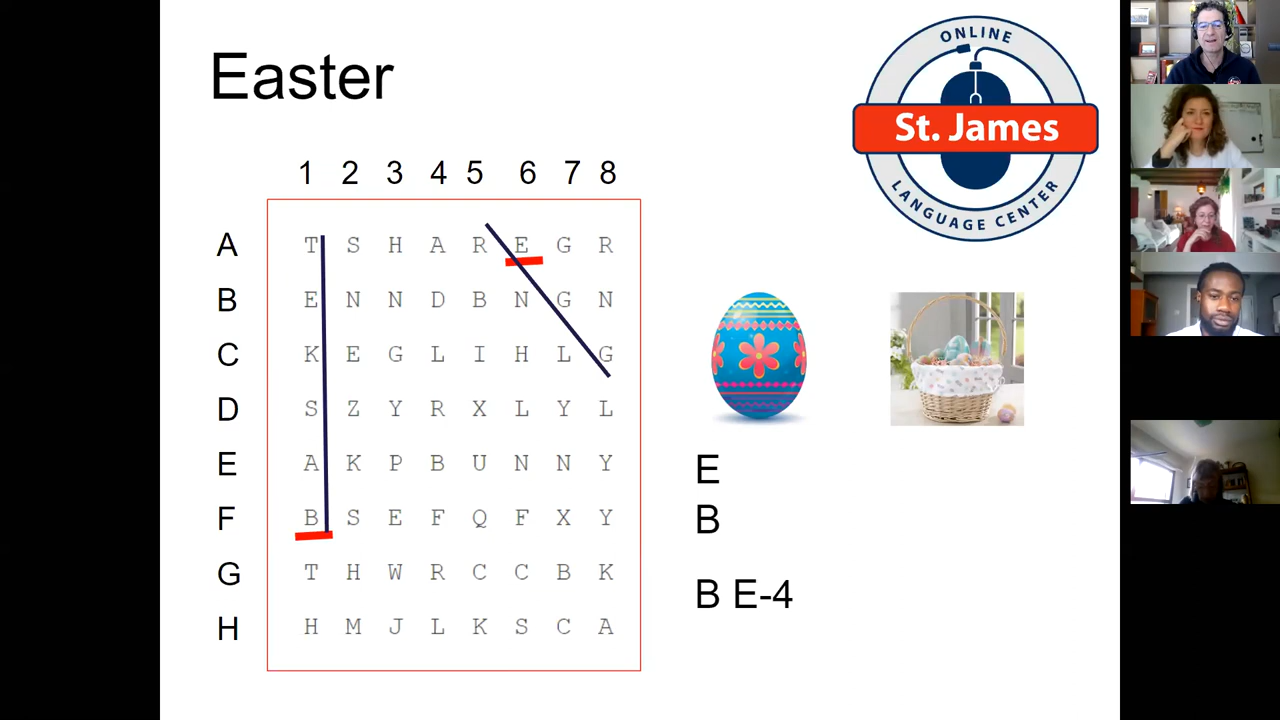 Easter
ONLINE
St. James
LANGUAGE CENTER
1 2 3 4 5 6 7 8
A T S H A R E G R
B E N N D B N G N
C K E G L I H L G
D S Z Y R X L Y L
E A K P B U N N Y
F B S E F Q F X Y
G T H W R C C B K
H H M J L K S C A
E
B
B E-4